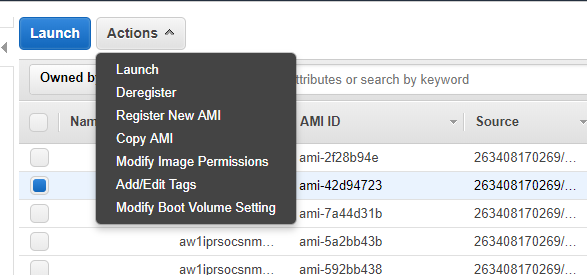 Launch Actions
Owned by ttributes or search by keyword
Launch
Deregister
Register New AMI
Copy AMI
Modify Image Permissions
Add/Edit Tags
Modify Boot Volume Setting
Nam AMI ID Source
ami-2f28b94e 263408170269/...
ami-42d94723 263408170269/...
ami-7a44d31b 263408170269/...
aw1iprsocsnm... ami-5a2bb43b 263408170269/...
aw1iprsocsnm... ami-592bb438 263408170269/...